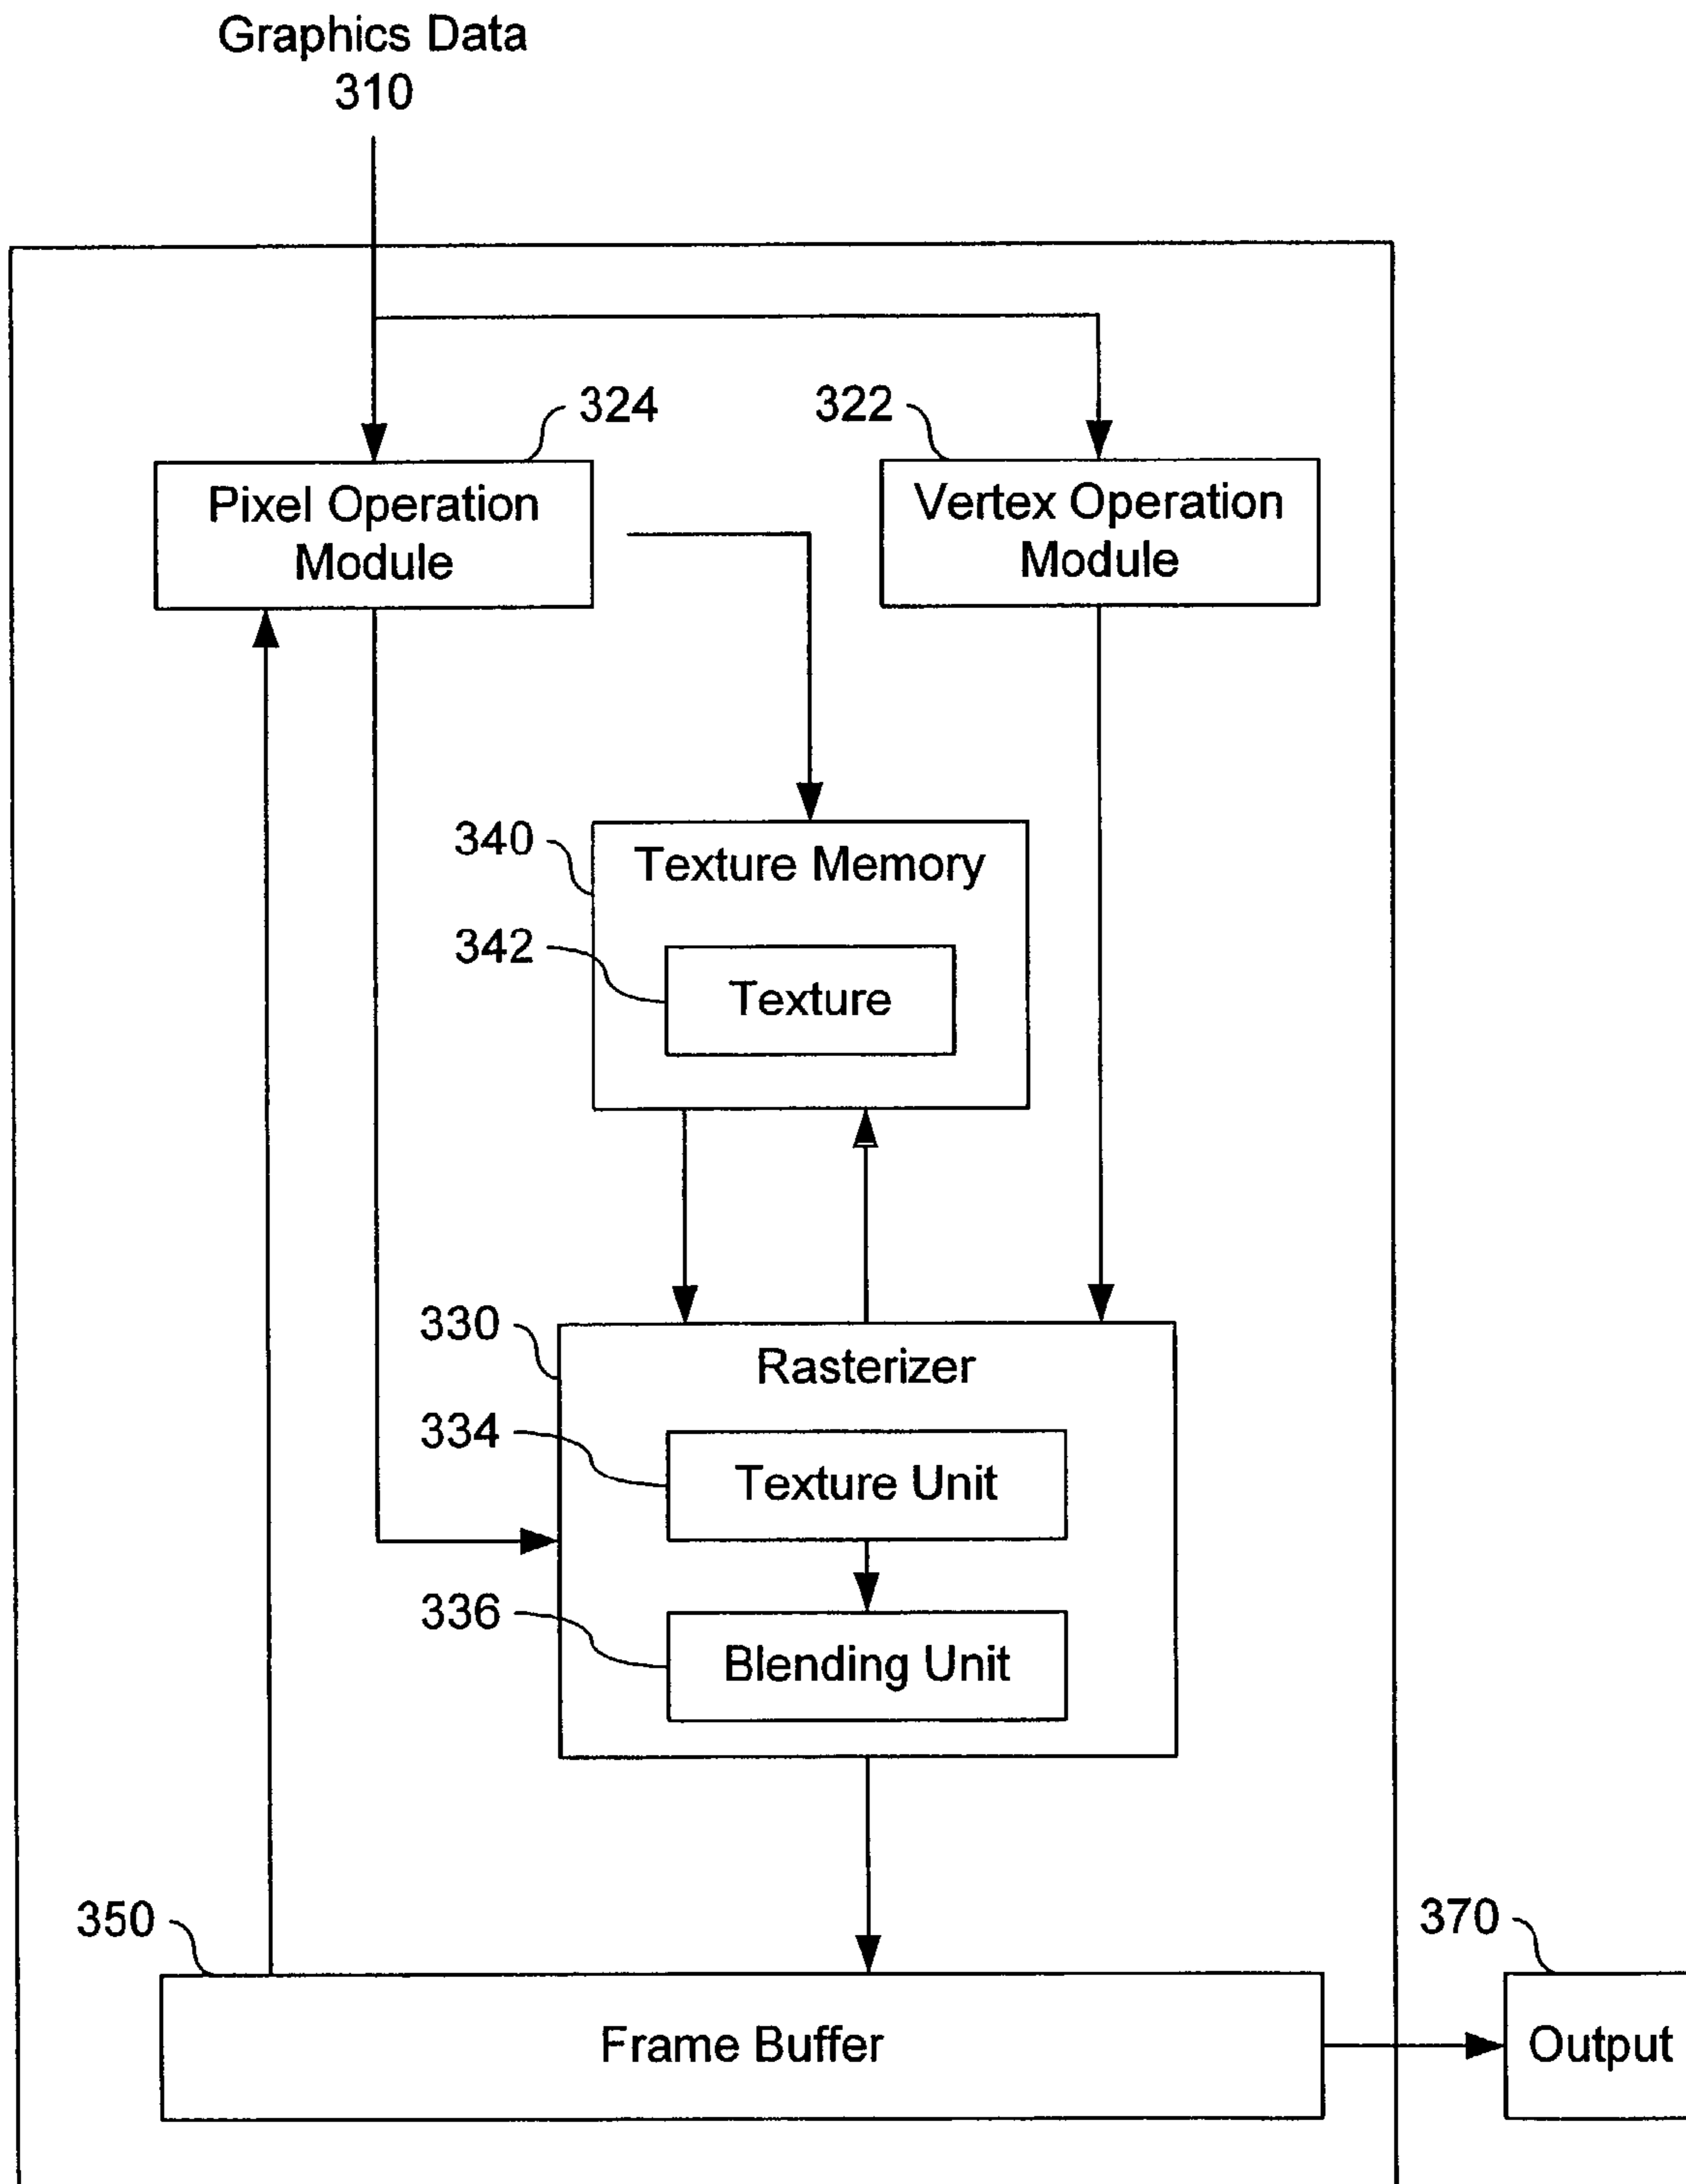 Graphics Data
310
324
322
Pixel Operation
Module
Vertex Operation
Module
340
Texture Memory
342
Texture
330
Rasterizer
334
Texture Unit
336
Blending Unit
350
370
Frame Buffer
Output